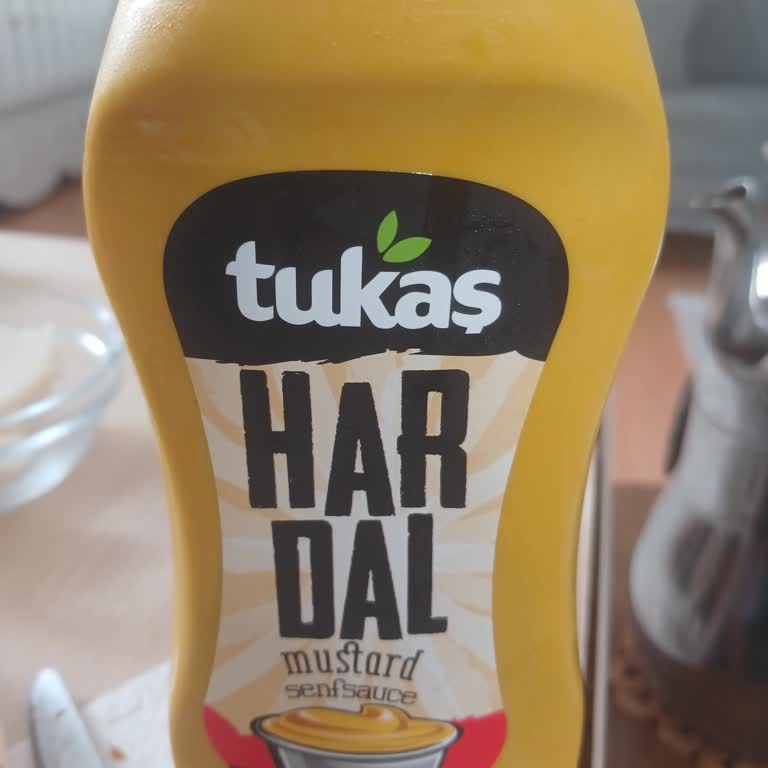 tukaş
HAR
DAL
mustard
senfsauce